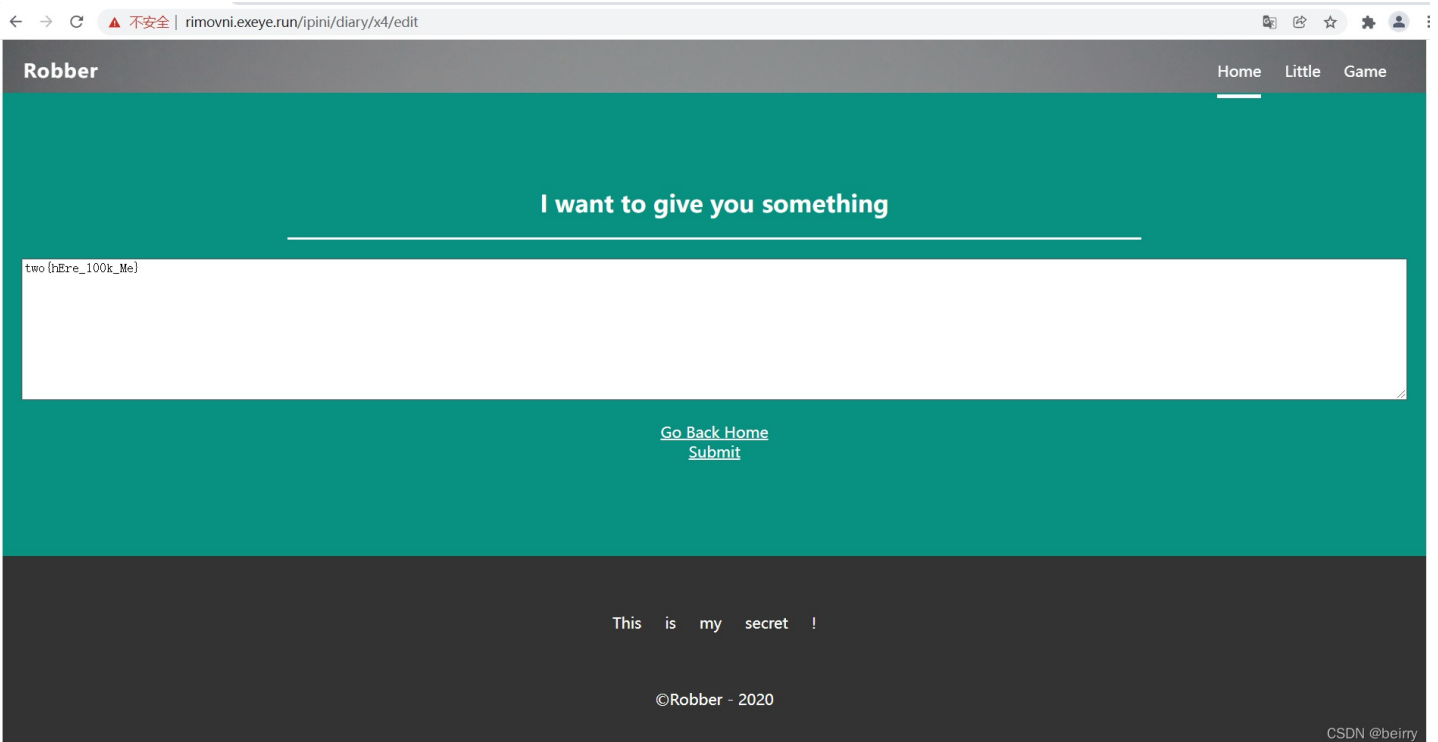 不安全 | rimovni.exeye.run/ipini/diary/x4/edit
Robber
Home Little Game
I want to give you something
two{hEre_100k_Me}
Go Back Home
Submit
This is my secret !
©Robber - 2020
CSDN @beirry